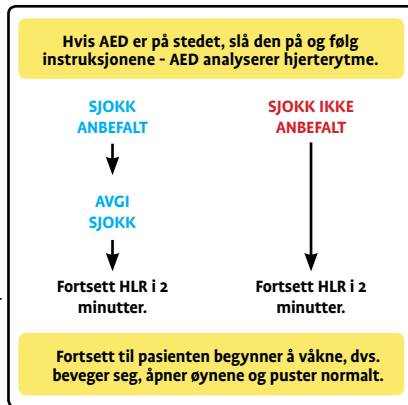 Hvis AED er på stedet, slå den på og følg
instruksjonene - AED analyserer hjerterytme.
SJOKK
ANBEFALT
SJOKK IKKE
ANBEFALT
AVGI
SJOKK
Fortsett HLR i 2
minutter.
Fortsett HLR i 2
minutter.
Fortsett til pasienten begynner å våkne, dvs.
beveger seg, åpner øynene og puster normalt.